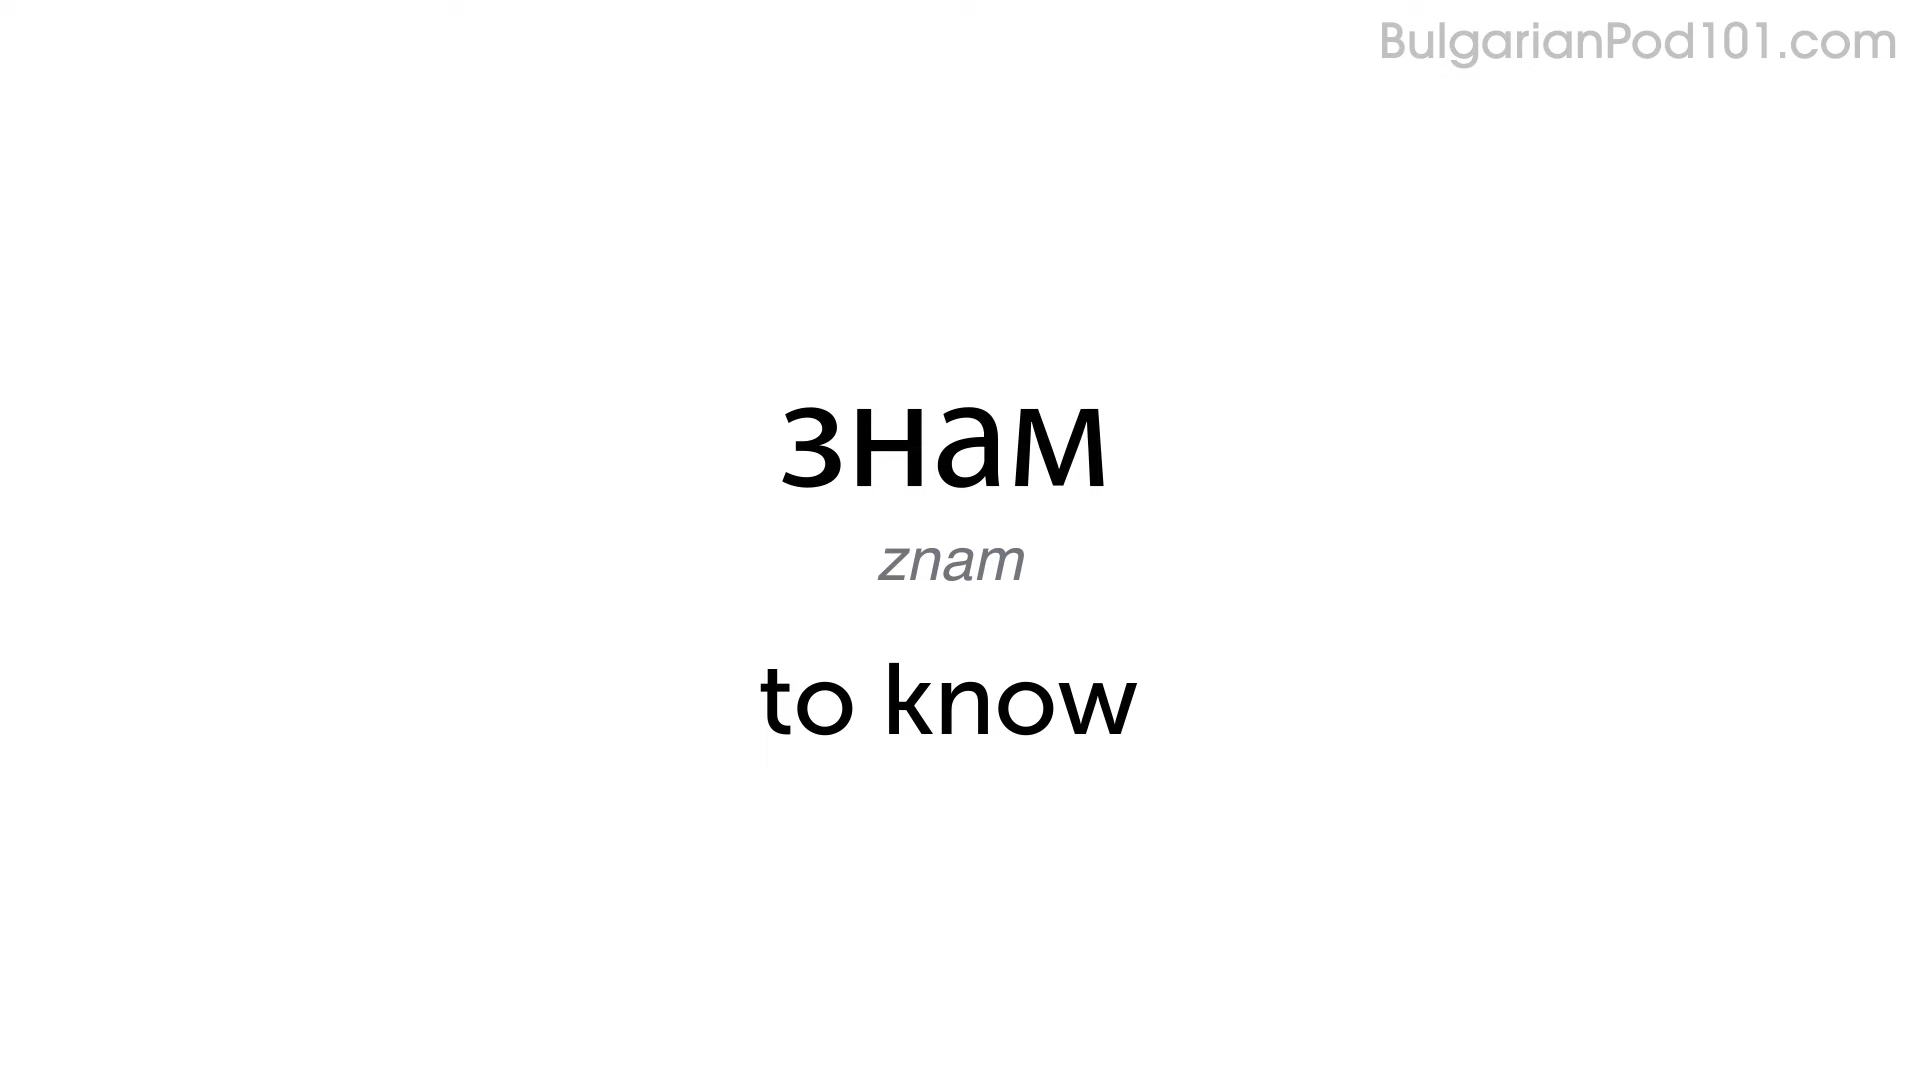 BulgarianPod101.com
знам
znam
to know